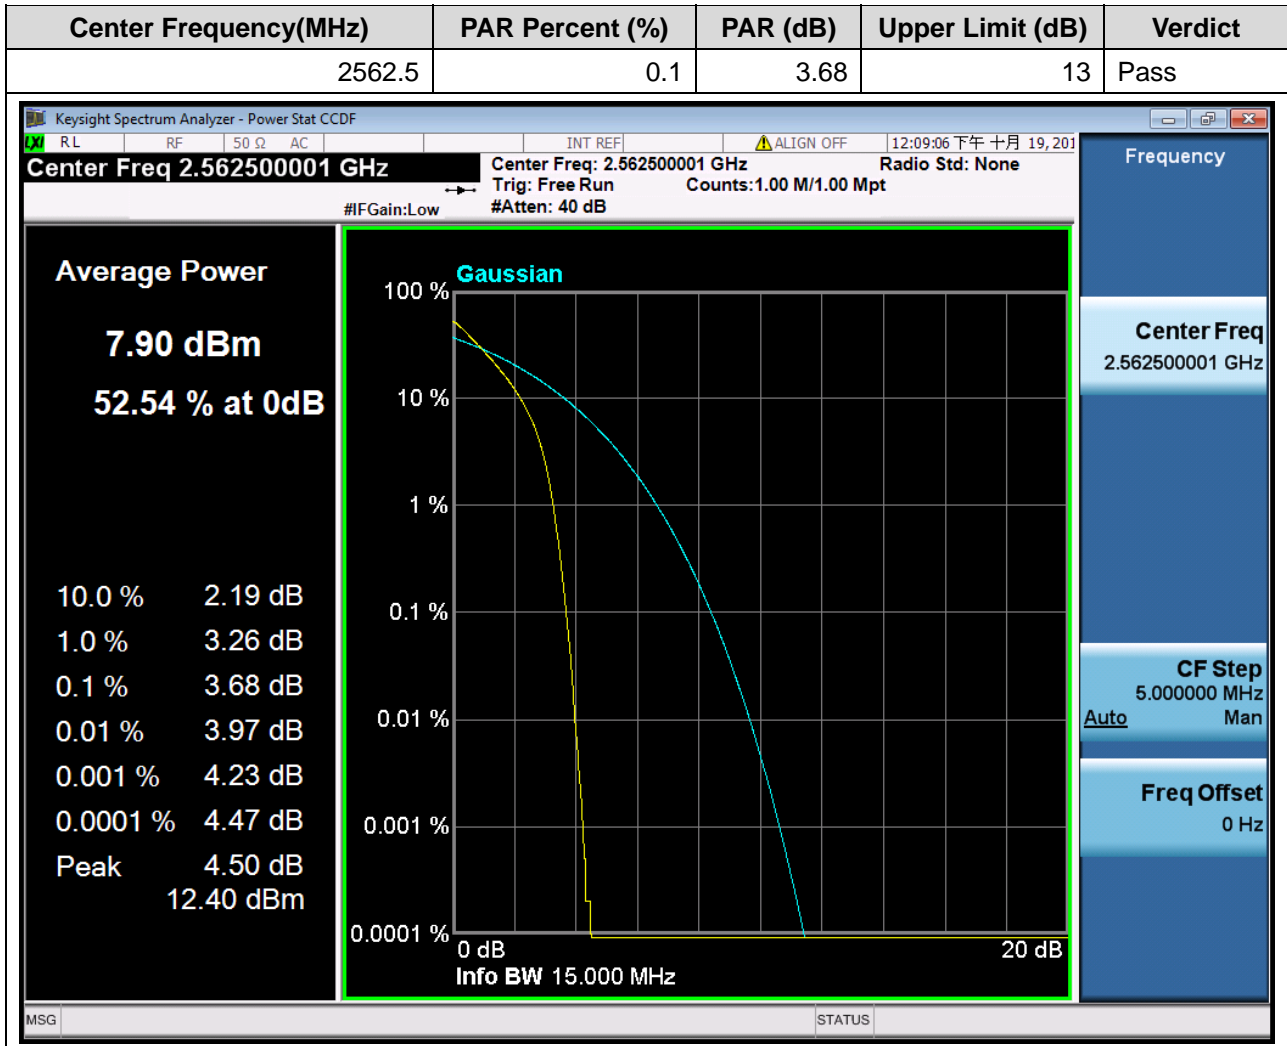 Center Frequency(MHz) PAR Percent (%) PAR (dB) Upper Limit (dB) Verdict
2562.5 0.1 3.68 13 Pass
Keysight Spectrum Analyzer - Power Stat CCDF
LXI RL RF 50 Ω AC INT REF ALIGN OFF 12:09:06下午 十月 19, 201
Center Freq 2.562500001 GHz
#IFGain:Low
Center Freq: 2.562500001 GHz Radio Std: None
Trig: Free Run Counts:1.00 M/1.00 Mpt
#Atten: 40 dB
Average Power
7.90 dBm
52.54 % at 0dB
10.0 % 2.19 dB
1.0 % 3.26 dB
0.1 % 3.68 dB
0.01 % 3.97 dB
0.001 % 4.23 dB
0.0001 % 4.47 dB
Peak 4.50 dB
12.40 dBm
Gaussian
100 %
10 %
1 %
0.1 %
0.01 %
0.001 %
0.0001 %
0 dB 20 dB
Info BW 15.000 MHz
Frequency
Center Freq
2.562500001 GHz
CF Step
5.000000 MHz
Auto Man
Freq Offset
0 Hz
MSG STATUS